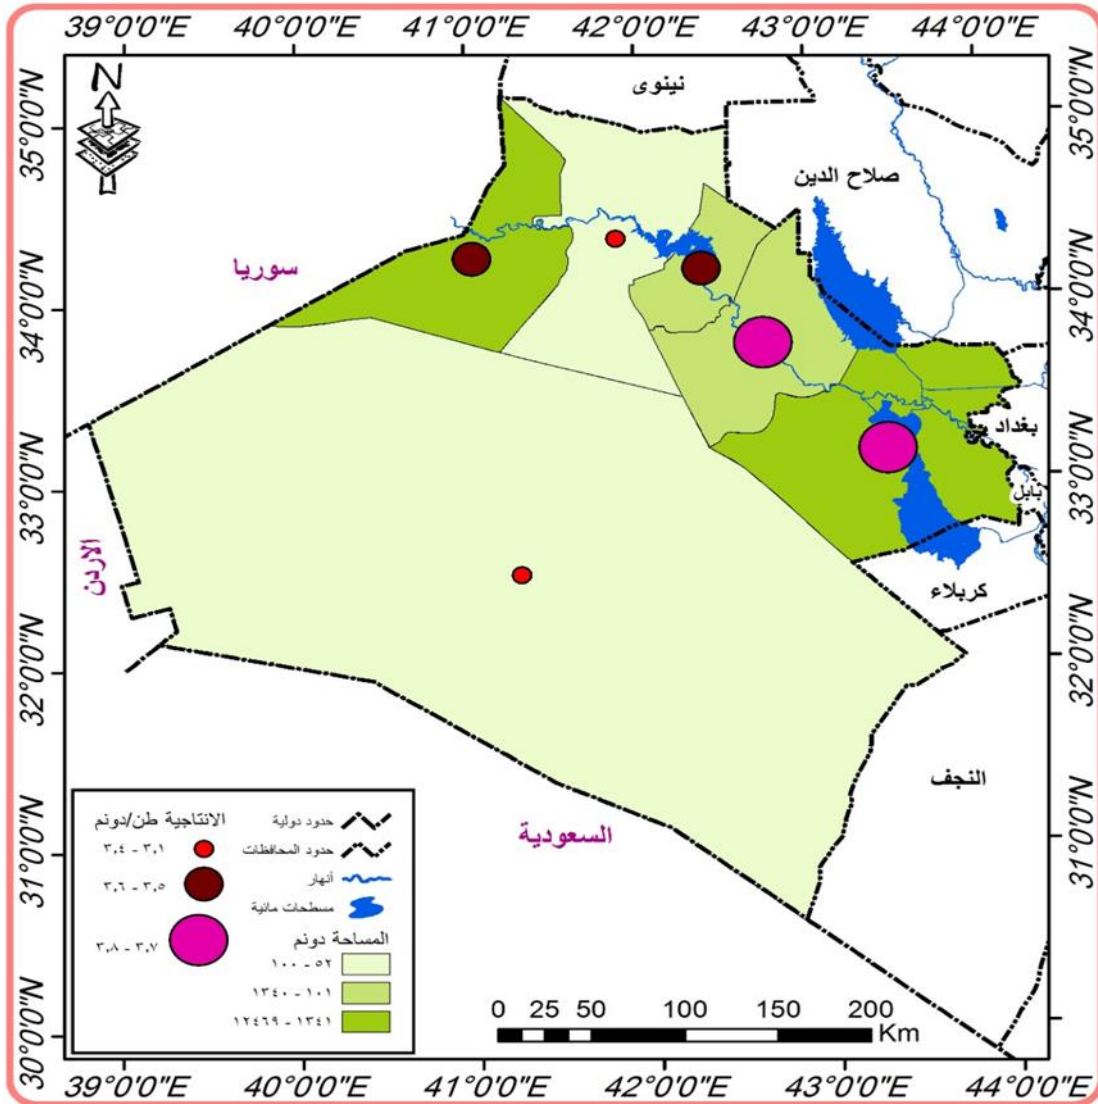 39°0'0"E 40°0'0"E 41°0'0"E 42°0'0"E 43°0'0"E 44°0'0"E
N
نينوى
صلاح الدين
سوريا
بغداد
بابل
الاردن
كربلاء
النجف
السعودية
35°0'0"N
34°0'0"N
33°0'0"N
32°0'0"N
31°0'0"N
30°0'0"N
35°0'0"N
34°0'0"N
33°0'0"N
32°0'0"N
31°0'0"N
حدود دولية
حدود المحافظات
أنهار
مسطحات مائية
المساحة دونم
٥٢ - ١٠٠
١٠١ - ١٣٤٠
١٣٤١ - ١٢٤٦٩
الانتاجية طن/دونم
٣,١ - ٣,٤
٣,٥ - ٣,٦
٣,٧ - ٣,٨
0 25 50 100 150 200
Km
39°0'0"E 40°0'0"E 41°0'0"E 42°0'0"E 43°0'0"E 44°0'0"E